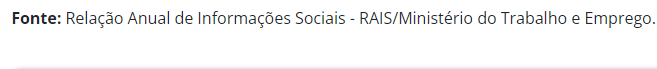 Fonte: Relação Anual de Informações Sociais - RAIS/Ministério do Trabalho e Emprego.